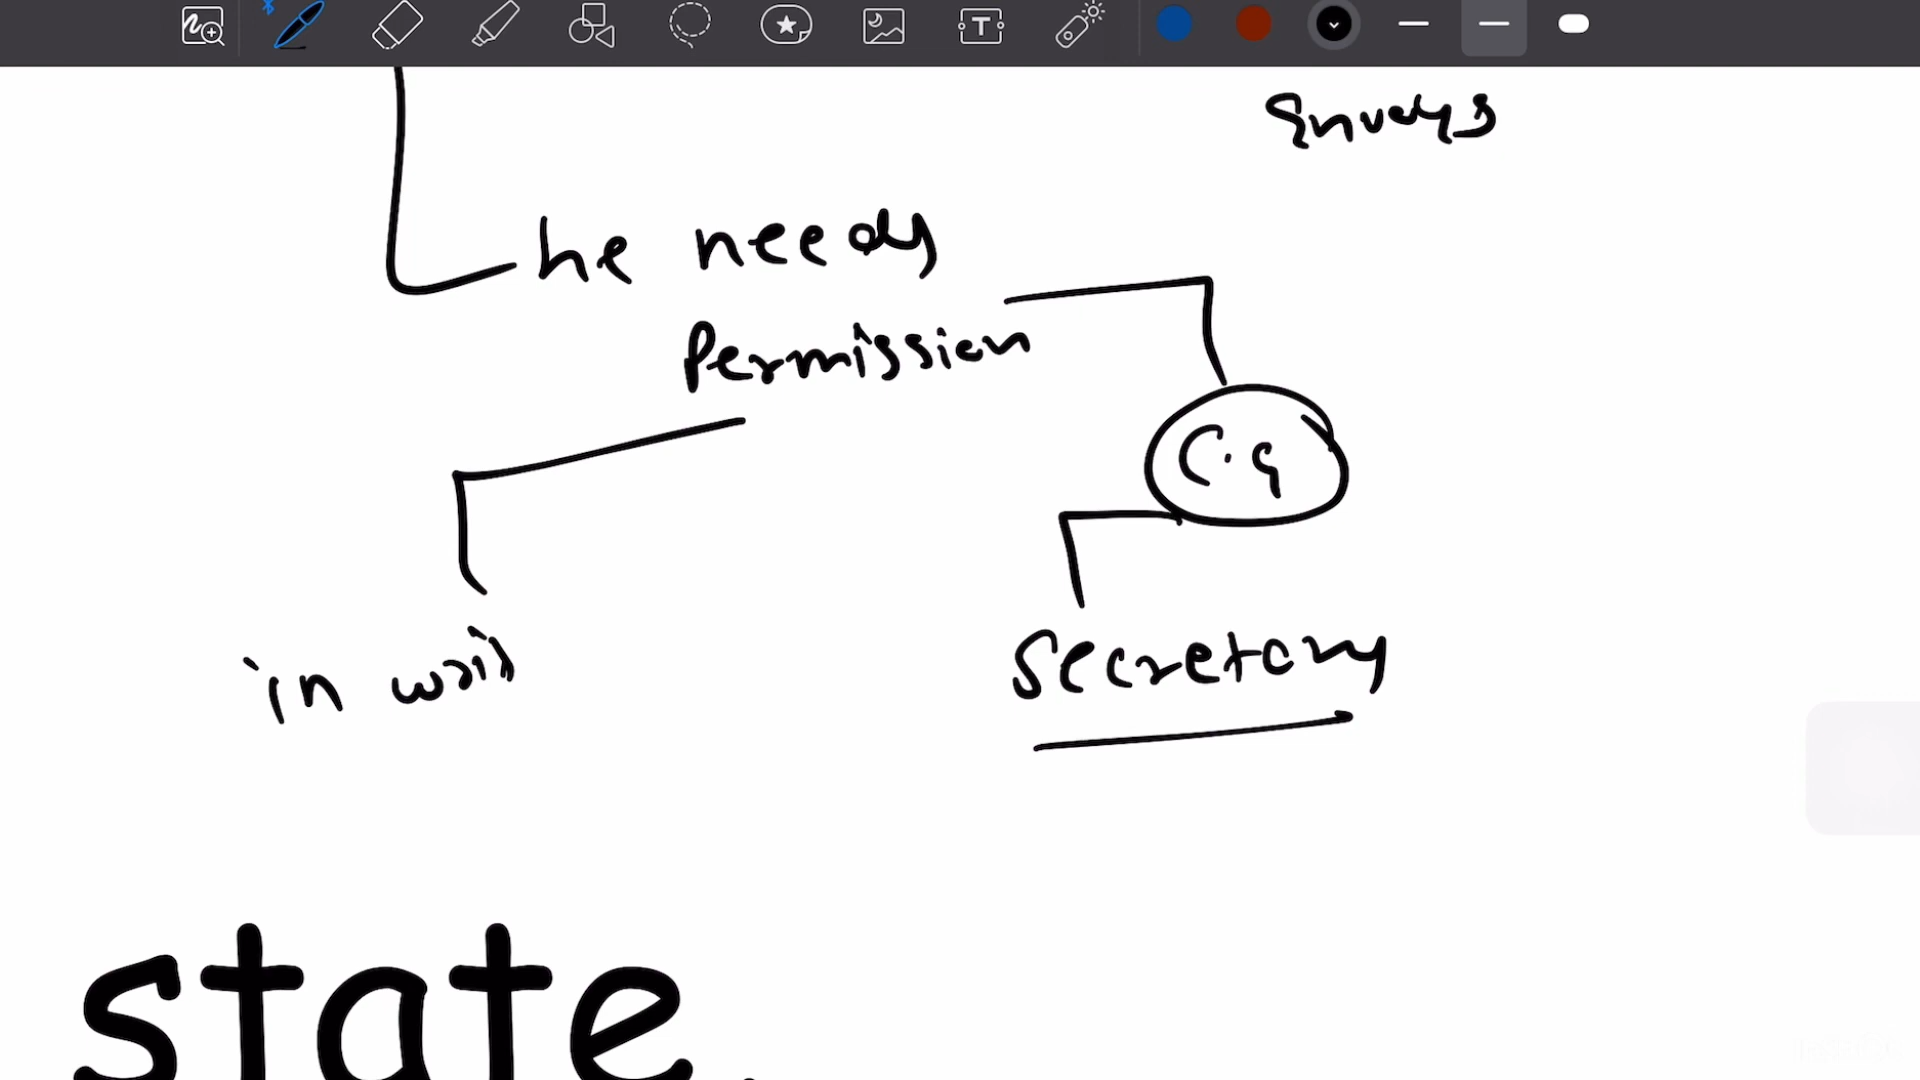 Envoys
he needs
Permission
C.G
in writ
Secretary
state.